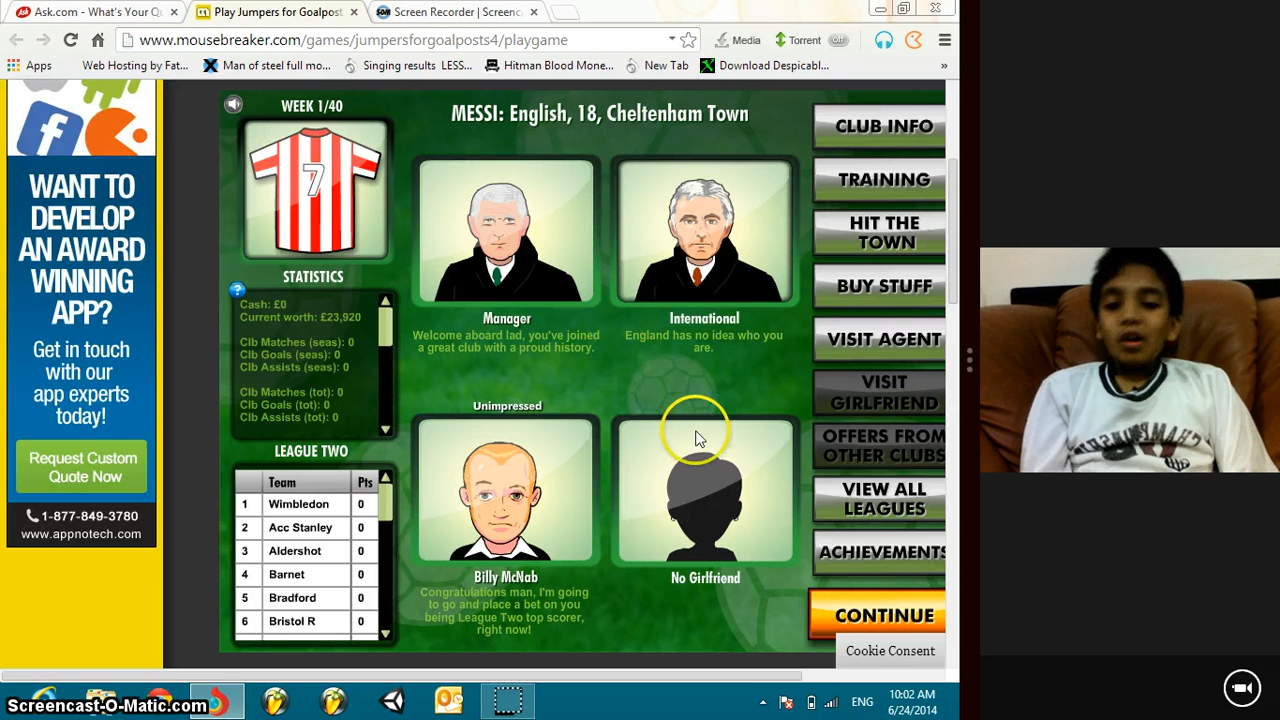 Ask.com - What's Your Qu
Play Jumpers for Goalpost
Screen Recorder | Screenc
www.mousebreaker.com/games/jumpersforgoalposts4/playgame
Media
Torrent
off
Apps
Web Hosting by Fat...
Man of steel full mo...
Singing results LESS...
Hitman Blood Mone...
New Tab
Download Despicabl...
WANT TO
DEVELOP
AN AWARD
WINNING
APP?
Get in touch
with our
app experts
today!
Request Custom
Quote Now
1-877-849-3780
www.appnotech.com
WEEK 1/40
7
STATISTICS
Cash: £0
Current worth: £23,920
Clb Matches (seas): 0
Clb Goals (seas): 0
Clb Assists (seas): 0
Clb Matches (tot): 0
Clb Goals (tot): 0
Clb Assists (tot): 0
LEAGUE TWO
Team Pts
1 Wimbledon 0
2 Acc Stanley 0
3 Aldershot 0
4 Barnet 0
5 Bradford 0
6 Bristol R 0
MESSI: English, 18, Cheltenham Town
Manager
Welcome aboard lad, you've joined
a great club with a proud history.
International
England has no idea who you
are.
Unimpressed
Billy McNab
Congratulations man, I'm going
to go and place a bet on you
being League Two top scorer,
right now!
No Girlfriend
CLUB INFO
TRAINING
HIT THE
TOWN
BUY STUFF
VISIT AGENT
VISIT
GIRLFRIEND
OFFERS FROM
OTHER CLUBS
VIEW ALL
LEAGUES
ACHIEVEMENTS
CONTINUE
Cookie Consent
Screencast-O-Matic.com
ENG
10:02 AM
6/24/2014